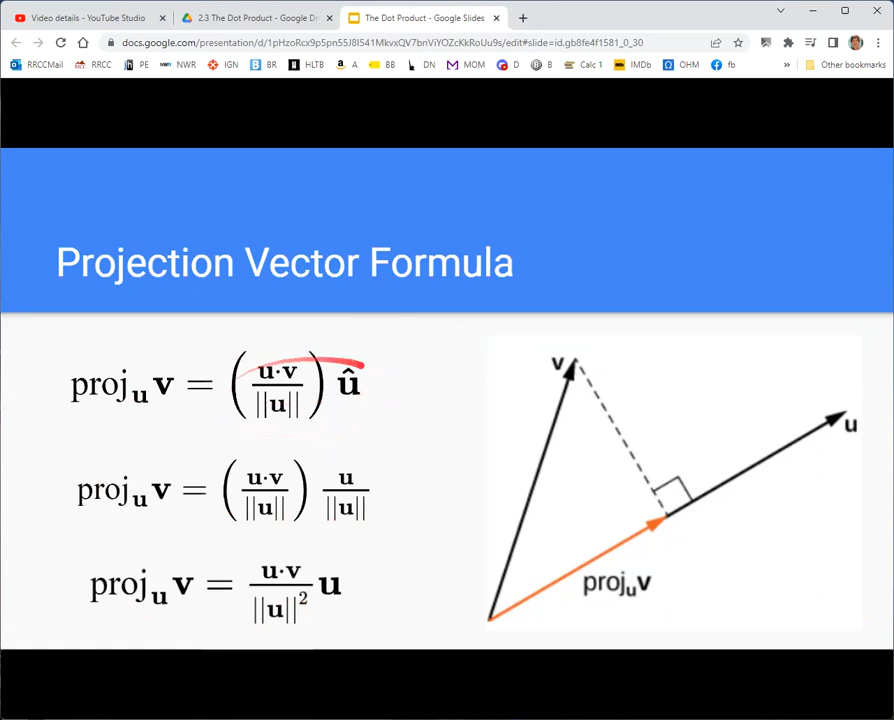 Video details - YouTube Studio
2.3 The Dot Product - Google Dr
The Dot Product - Google Slides
docs.google.com/presentation/d/1pHzoRcx9p5pn55J8I541MkvxQV7bnViYOZcKkRoUu9s/edit#slide=id.gb8fe4f1581_0_30
RRCCMail RRCC PE NWR IGN BR HLTB A BB DN MOM D B Calc 1 IMDb OHM fb » Other bookmarks
Projection Vector Formula
proj_u v = (u·v / ||u||) û
proj_u v = (u·v / ||u||) u / ||u||
proj_u v = u·v / ||u||² u
v
u
proj_u v